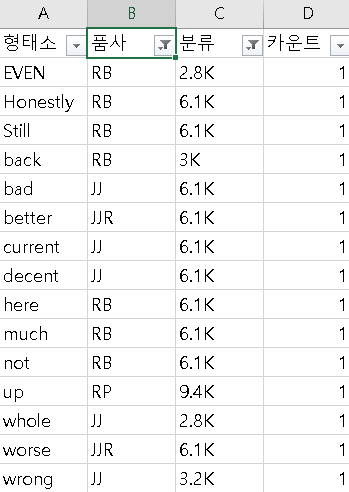 A B C D
형태소 품사 분류 카운트
EVEN RB 2.8K 1
Honestly RB 6.1K 1
Still RB 6.1K 1
back RB 3K 1
bad JJ 6.1K 1
better JJR 6.1K 1
current JJ 6.1K 1
decent JJ 6.1K 1
here RB 6.1K 1
much RB 6.1K 1
not RB 6.1K 1
up RP 9.4K 1
whole JJ 2.8K 1
worse JJR 6.1K 1
wrong JJ 3.2K 1